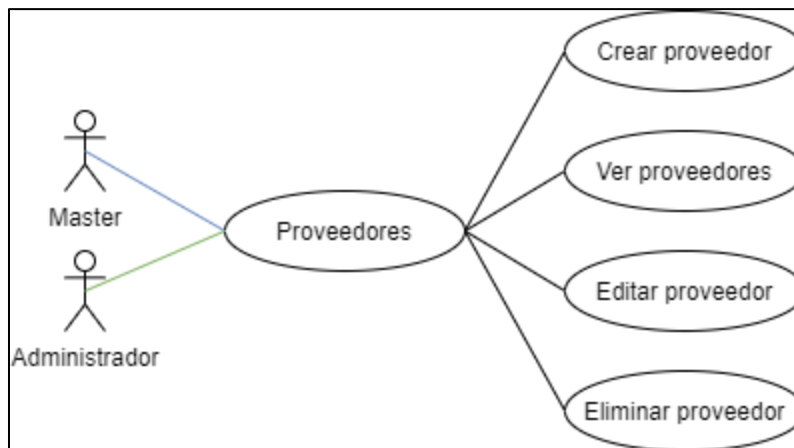 Crear proveedor
Ver proveedores
Master
Proveedores
Editar proveedor
Administrador
Eliminar proveedor